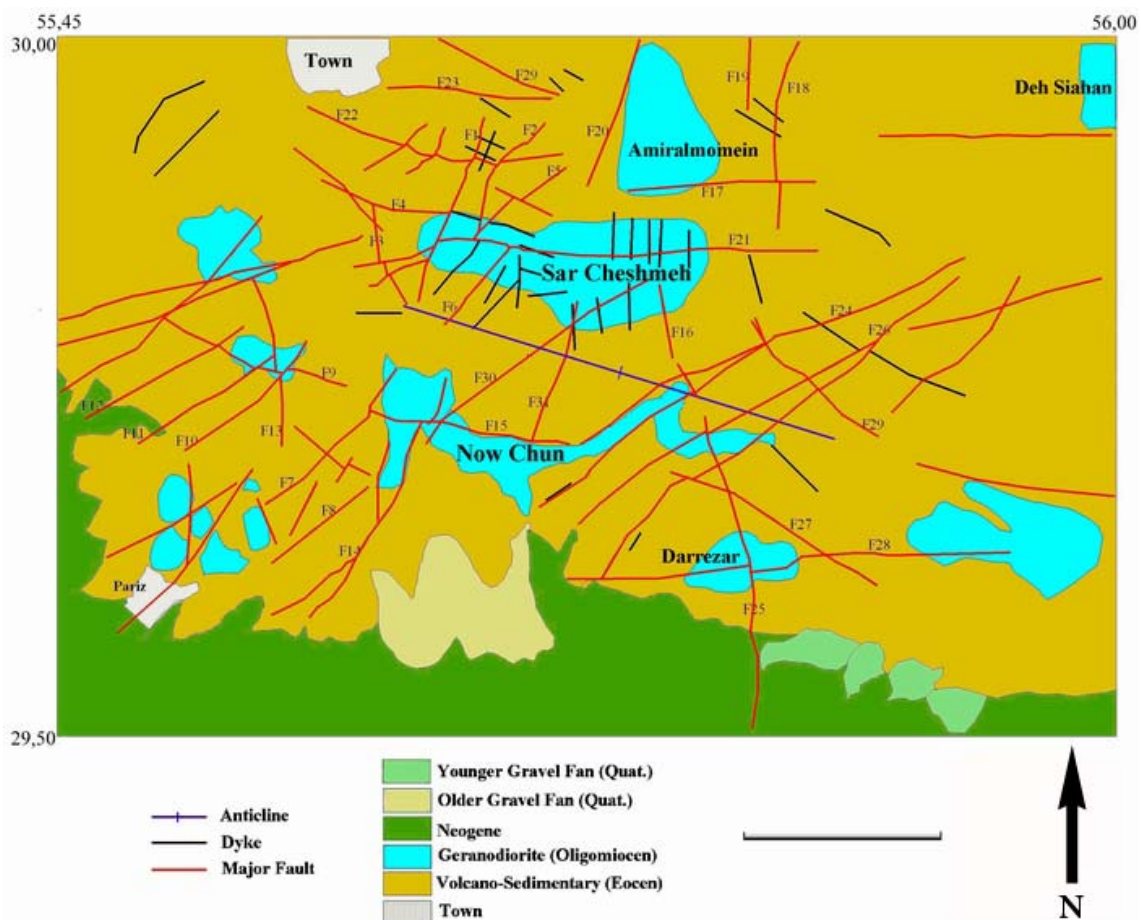 55,45
56,00
30,00
Town
F29
F19
F18
Deh Siahan
F23
F22
F1
F2
F20
Amiralmomein
F5
F17
F4
F3
F21
Sar Cheshmeh
F6
F24
F16
F26
F9
F30
F12
F31
F11
F10
F13
F15
F29
Now Chun
F7
F8
F27
F14
Darrezar
F28
Pariz
F25
29,50
Younger Gravel Fan (Quat.)
Older Gravel Fan (Quat.)
Anticline
Neogene
Dyke
Geranodiorite (Oligomiocen)
Major Fault
Volcano-Sedimentary (Eocen)
Town
N